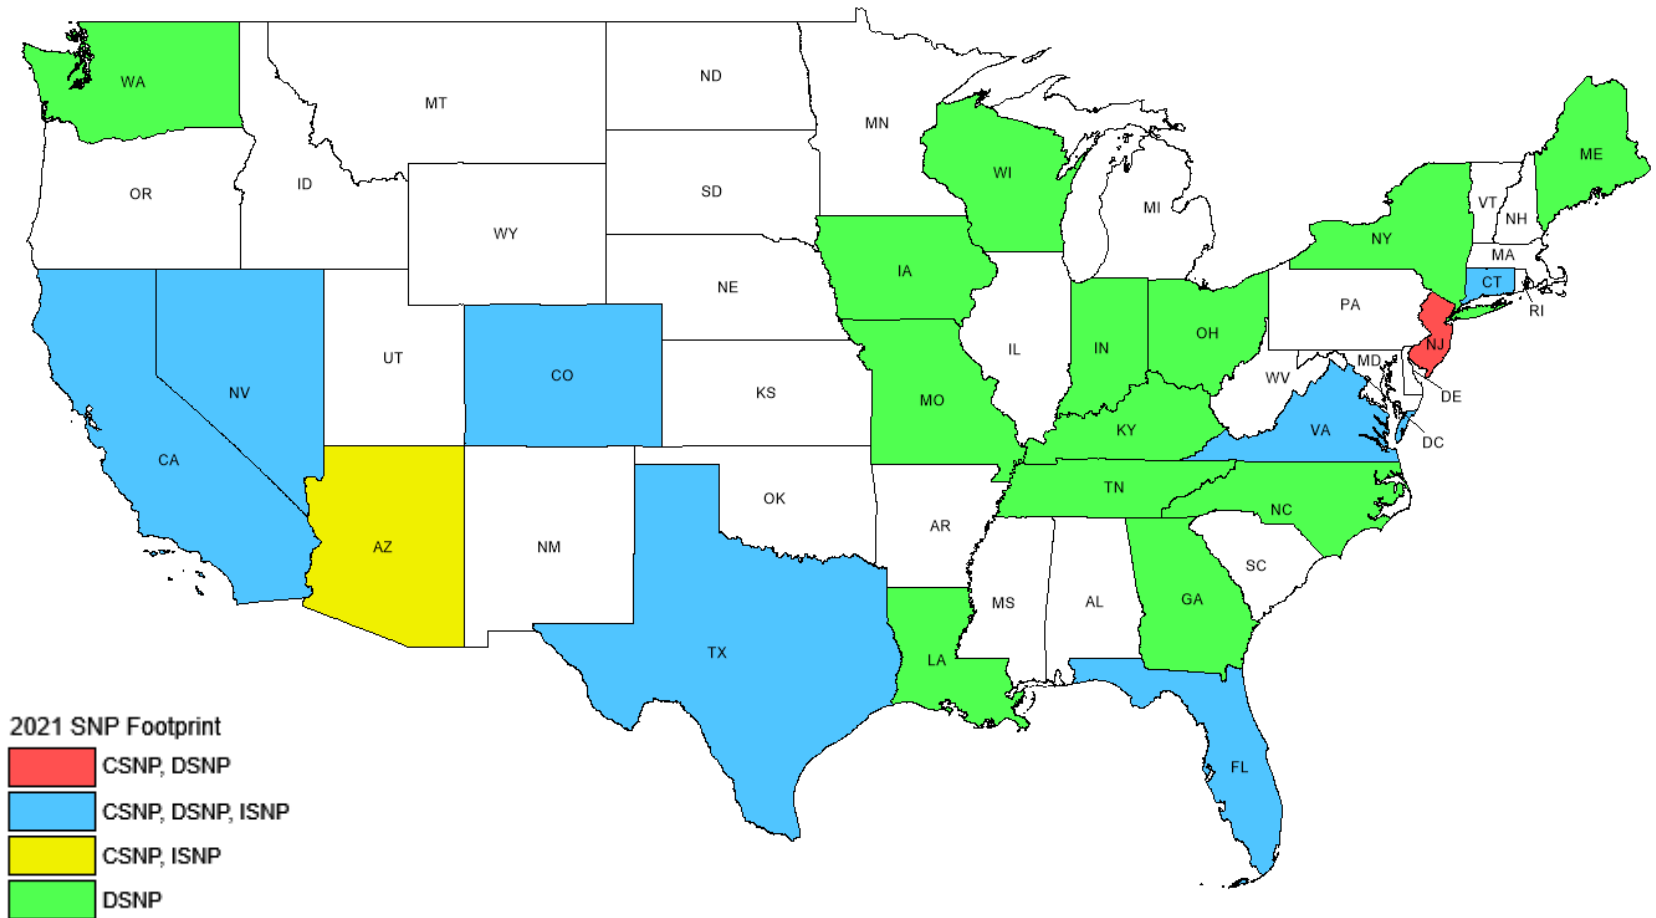 WA
MT
ND
MN
OR
ID
WY
SD
WI
MI
VT
NH
ME
NY
MA
CT
RI
NV
UT
CO
NE
IA
IL
IN
OH
PA
NJ
MD
DE
DC
CA
KS
MO
KY
WV
VA
AZ
NM
OK
AR
TN
NC
SC
TX
LA
MS
AL
GA
FL
2021 SNP Footprint
CSNP, DSNP
CSNP, DSNP, ISNP
CSNP, ISNP
DSNP